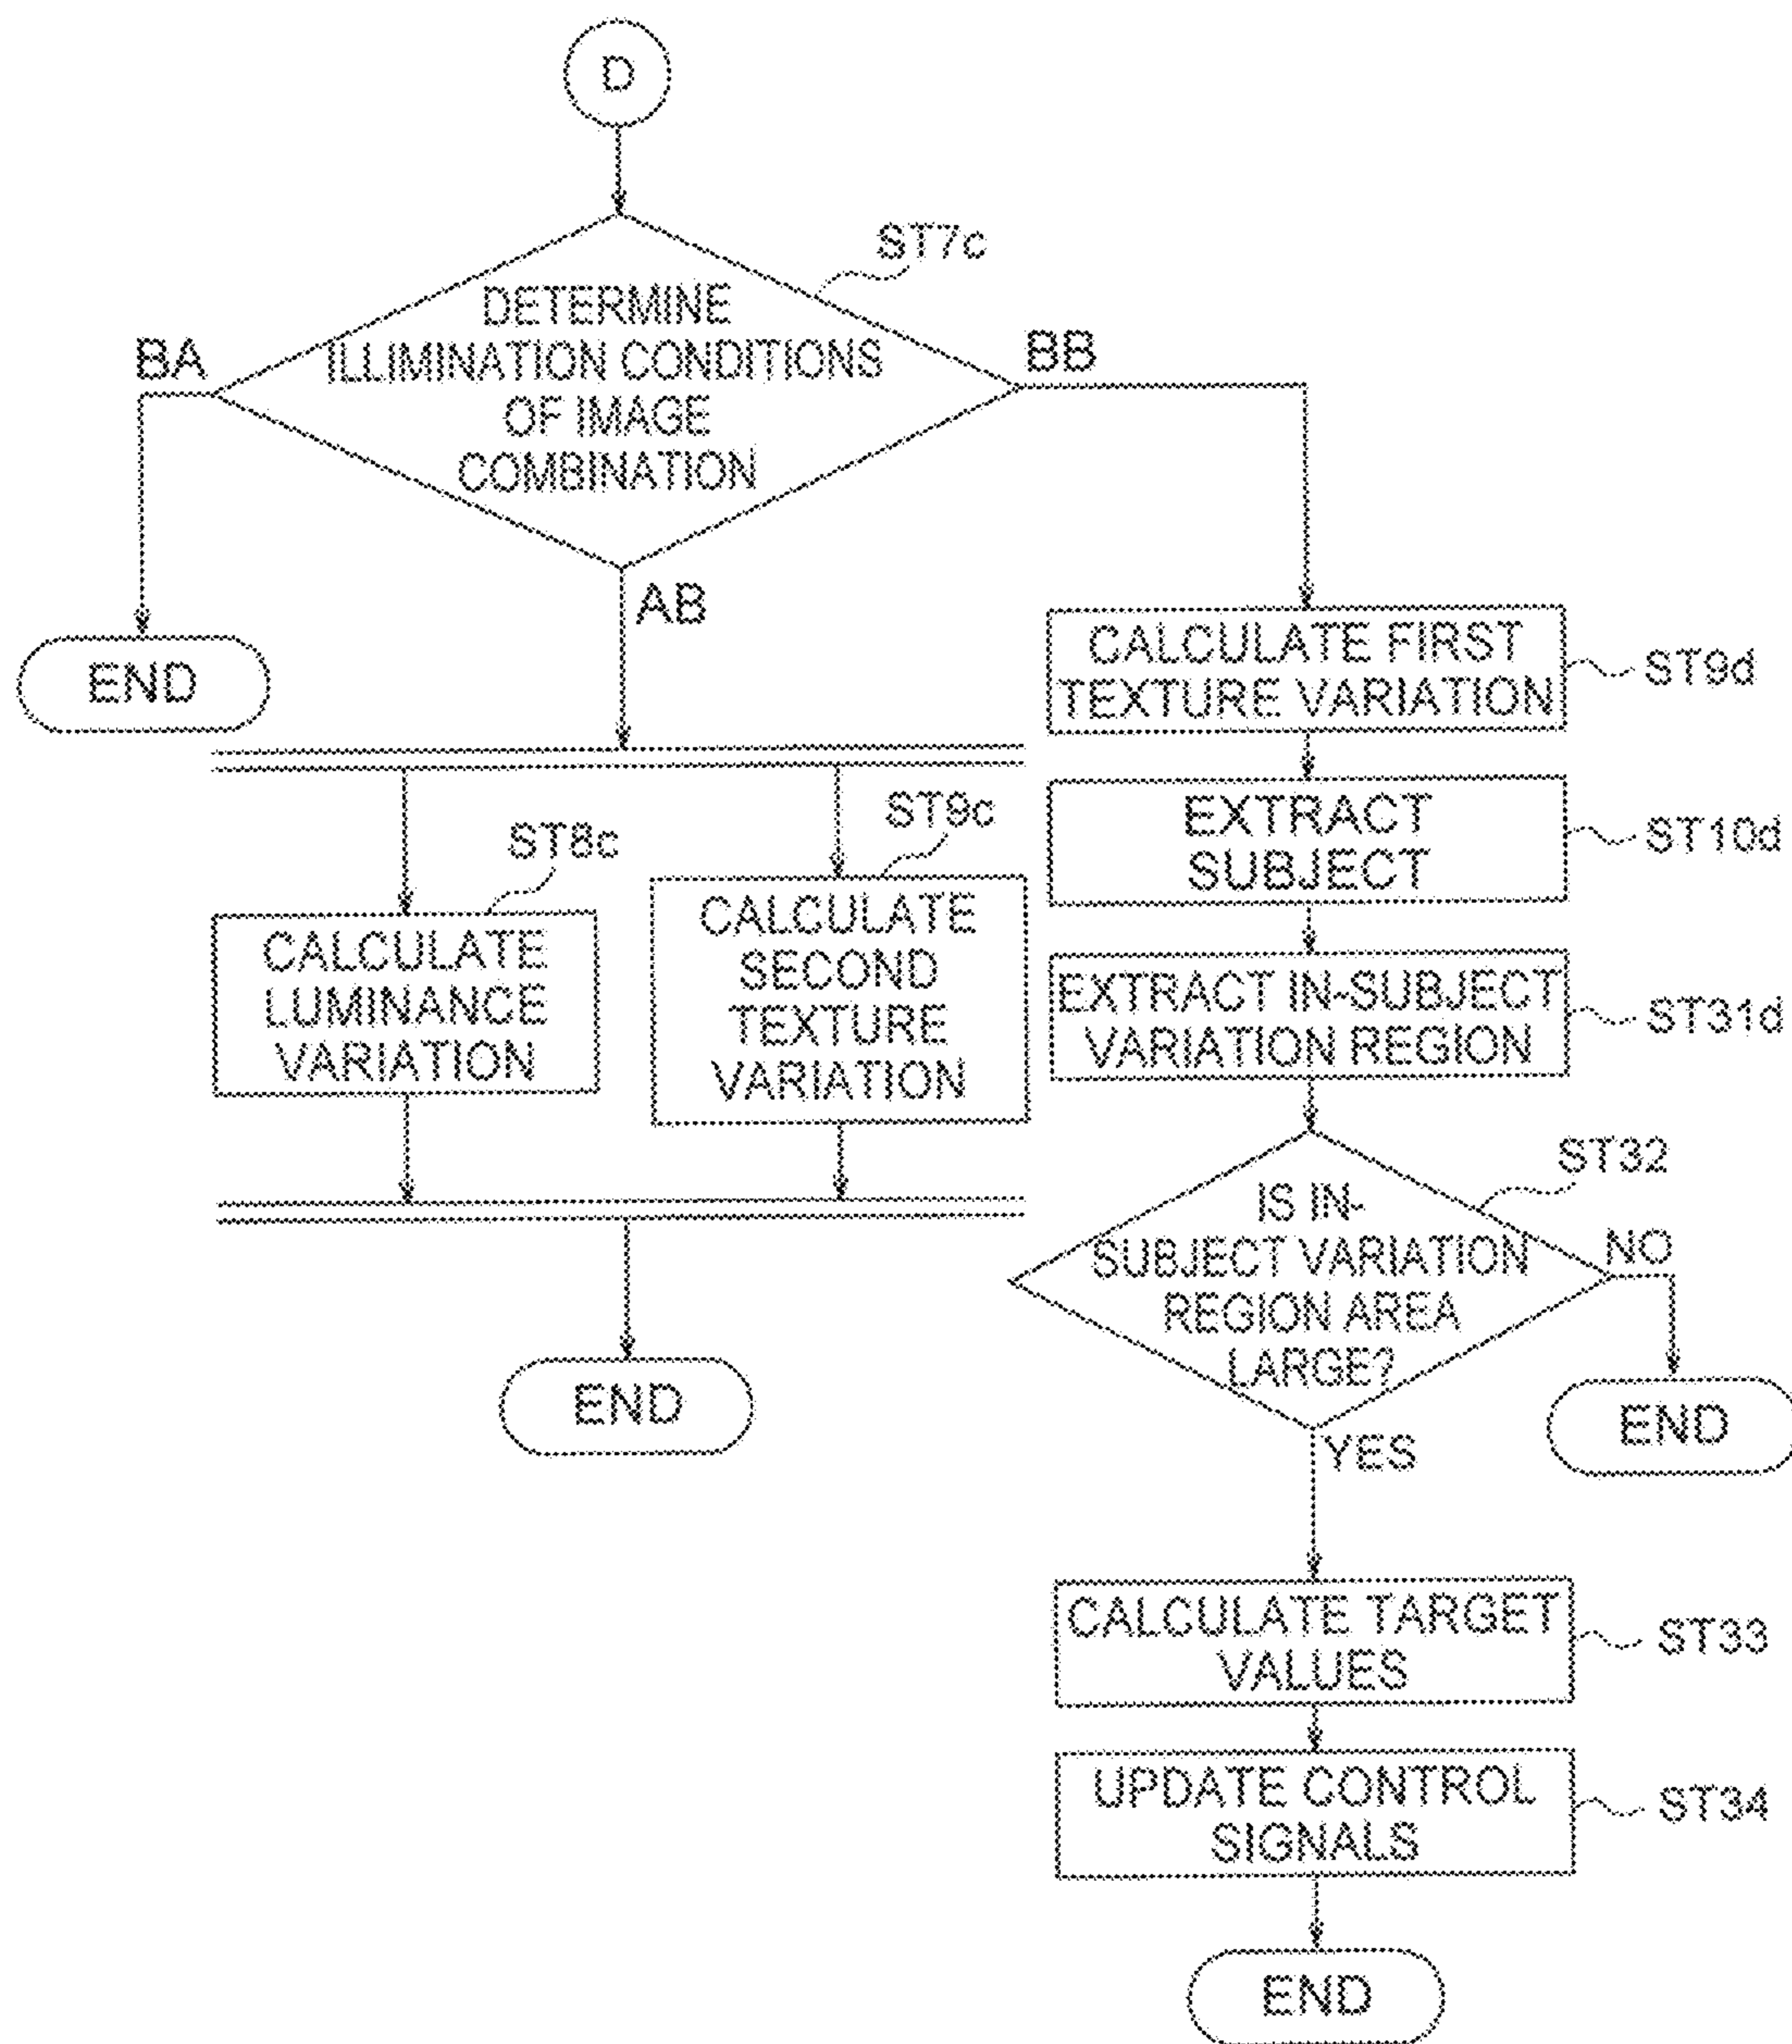 D
ST7c
DETERMINE
ILLIMINATION CONDITIONS
OF IMAGE
COMBINATION
BA
BB
AB
END
CALCULATE FIRST
TEXTURE VARIATION
ST9d
EXTRACT
SUBJECT
ST10d
ST8c
CALCULATE
LUMINANCE
VARIATION
ST9c
CALCULATE
SECOND
TEXTURE
VARIATION
EXTRACT IN-SUBJECT
VARIATION REGION
ST31d
END
ST32
IS IN-
SUBJECT VARIATION
REGION AREA
LARGE?
NO
END
YES
CALCULATE TARGET
VALUES
ST33
UPDATE CONTROL
SIGNALS
ST34
END